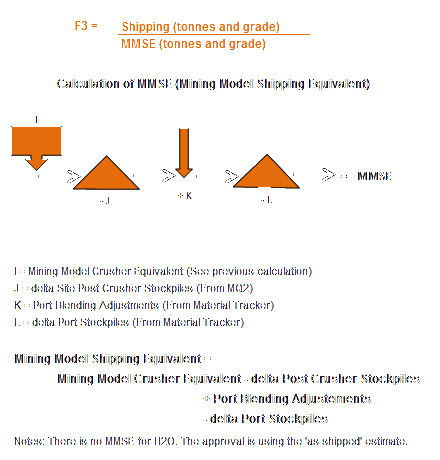 F3 = Shipping (tonnes and grade)
MMSE (tonnes and grade)
Calculation of MMSE (Mining Model Shipping Equivalent)
I
- J
+ K
- L
= MMSE
I = Mining Model Crusher Equivalent (See previous calculation)
J = delta Site Post Crusher Stockpiles (From MQ2)
K = Port Blending Adjustments (From Material Tracker)
L = delta Port Stockpiles (From Material Tracker)
Mining Model Shipping Equivalent =
Mining Model Crusher Equivalent - delta Post Crusher Stockpiles
+ Port Blending Adjustements
- delta Port Stockpiles
Notes: There is no MMSE for H2O. The approval is using the 'as shipped' estimate.